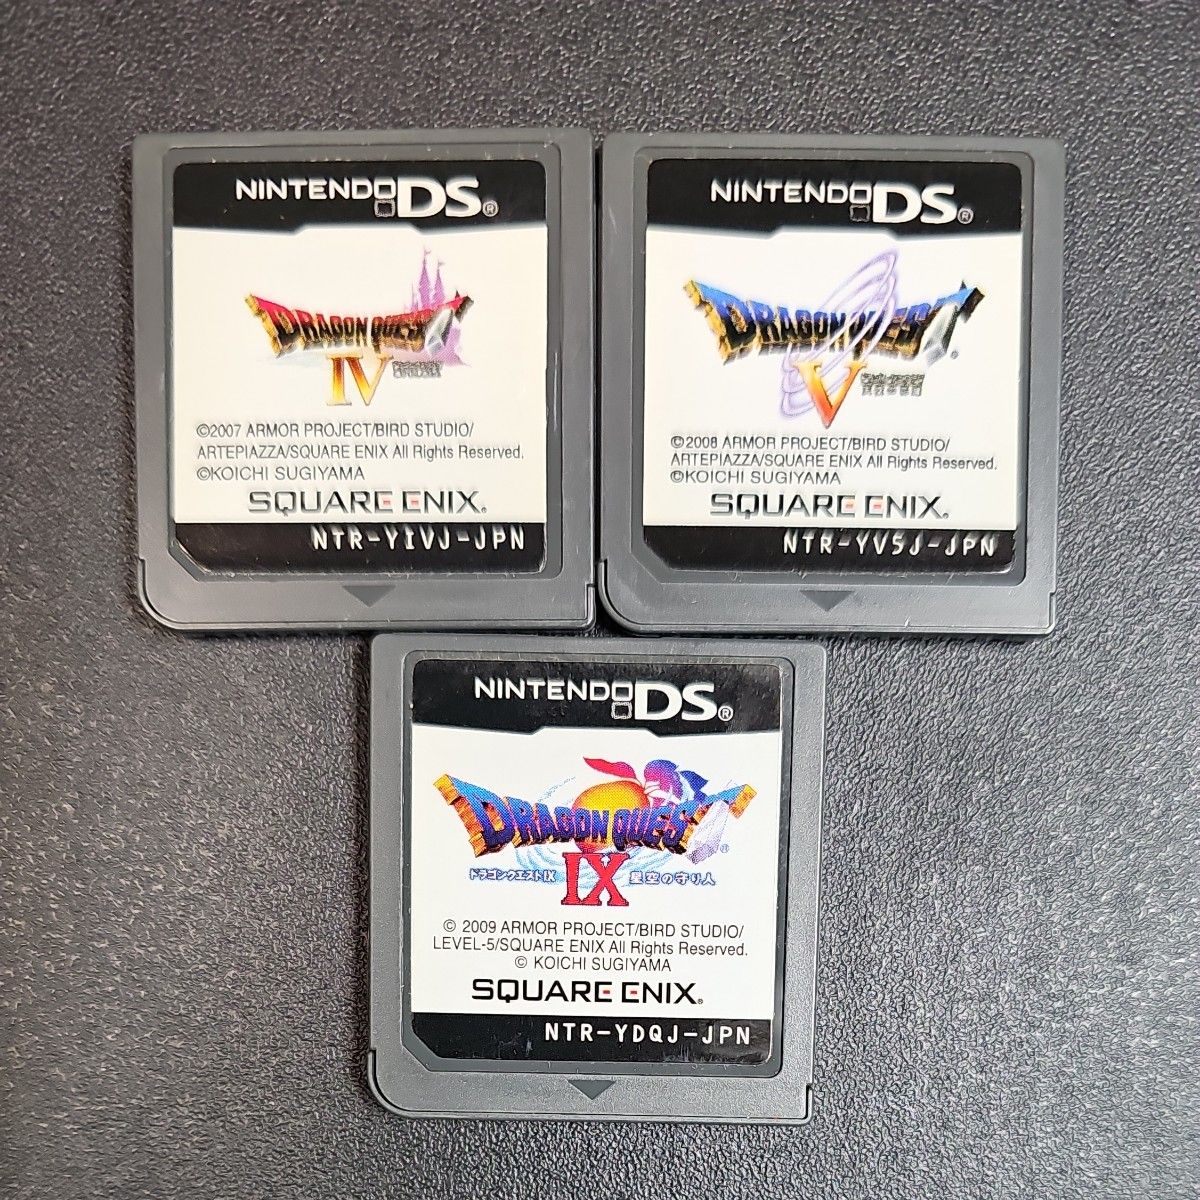 NINTENDO DS®
DRAGON QUEST
IV
©2007 ARMOR PROJECT/BIRD STUDIO/
ARTEPIAZZA/SQUARE ENIX All Rights Reserved.
©KOICHI SUGIYAMA
SQUARE ENIX®
NTR-YIVJ-JPN
NINTENDO DS®
DRAGON QUEST®
V
©2008 ARMOR PROJECT/BIRD STUDIO/
ARTEPIAZZA/SQUARE ENIX All Rights Reserved.
©KOICHI SUGIYAMA
SQUARE ENIX®
NTR-YV5J-JPN
NINTENDO DS®
DRAGON QUEST®
ドラゴンクエストIX IX 星空の守り人
© 2009 ARMOR PROJECT/BIRD STUDIO/
LEVEL-5/SQUARE ENIX All Rights Reserved.
© KOICHI SUGIYAMA
SQUARE ENIX®
NTR-YDQJ-JPN